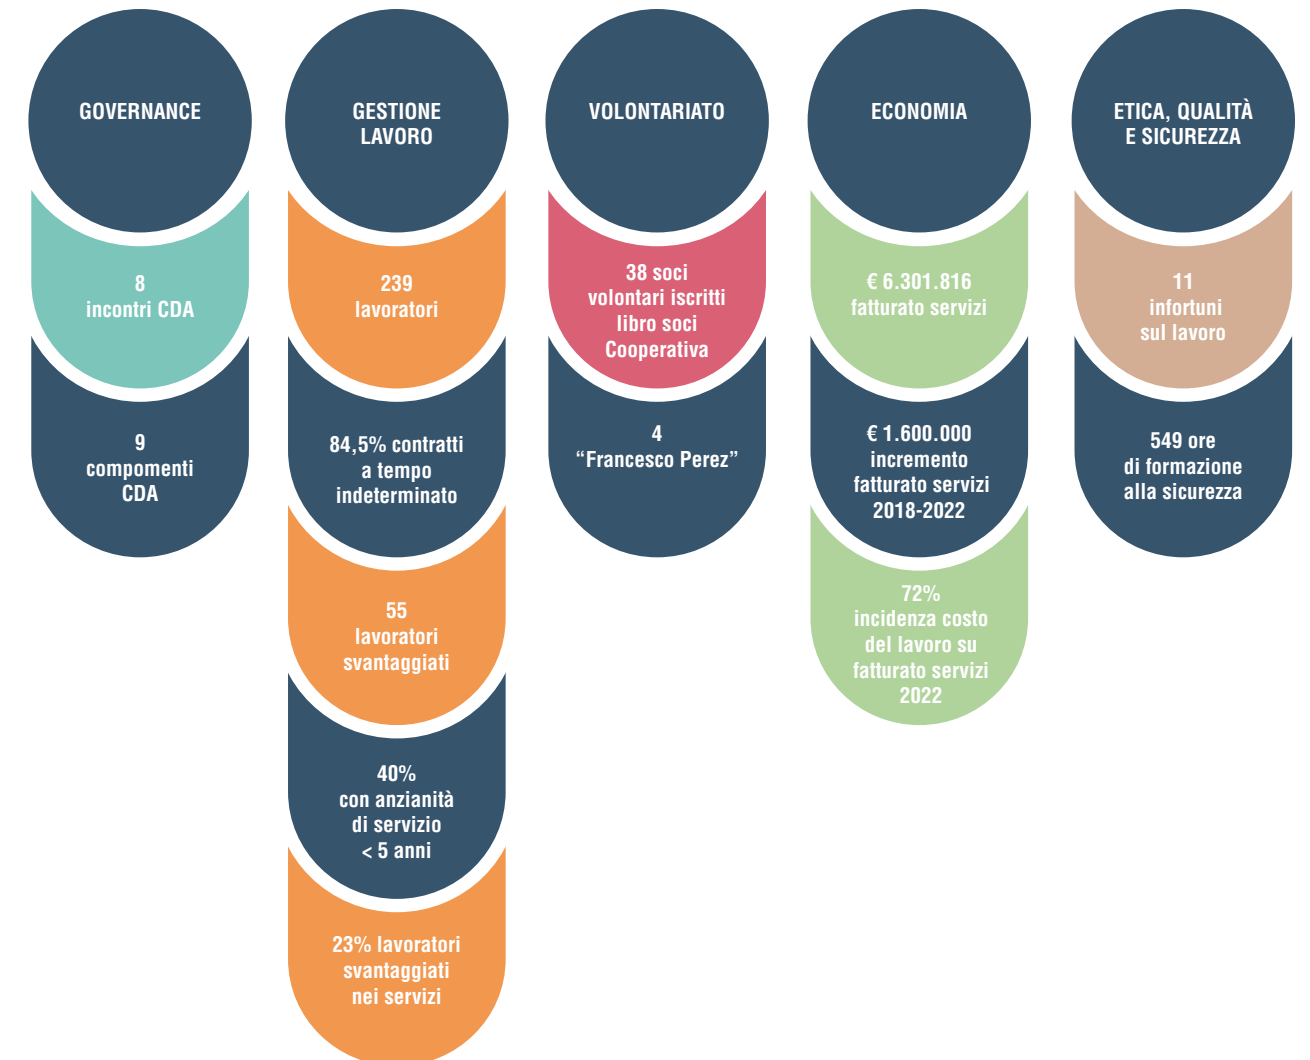 GOVERNANCE
8
incontri CDA
9
compomenti
CDA
GESTIONE
LAVORO
239
lavoratori
84,5% contratti
a tempo
indeterminato
55
lavoratori
svantaggiati
40%
con anzianità
di servizio
< 5 anni
23% lavoratori
svantaggiati
nei servizi
VOLONTARIATO
38 soci
volontari iscritti
libro soci
Cooperativa
4
“Francesco Perez”
ECONOMIA
€ 6.301.816
fatturato servizi
€ 1.600.000
incremento
fatturato servizi
2018-2022
72%
incidenza costo
del lavoro su
fatturato servizi
2022
ETICA, QUALITÀ
E SICUREZZA
11
infortuni
sul lavoro
549 ore
di formazione
alla sicurezza